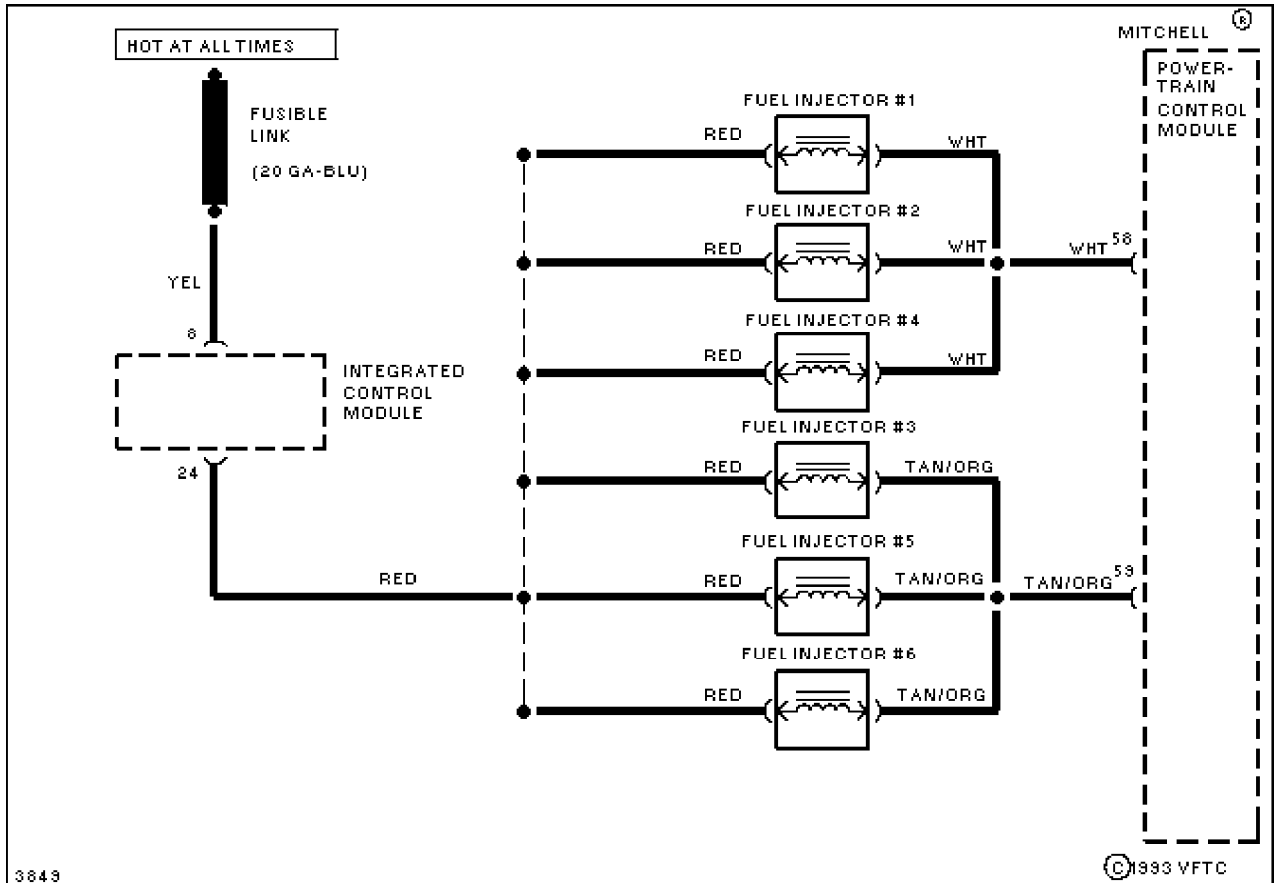 HOT AT ALL TIMES
MITCHELL ®
FUSIBLE
LINK
(20 GA-BLU)
YEL
8
INTEGRATED
CONTROL
MODULE
24
RED
FUEL INJECTOR #1
RED
WHT
FUEL INJECTOR #2
RED
WHT
WHT 58
FUEL INJECTOR #4
RED
WHT
FUEL INJECTOR #3
RED
TAN/ORG
FUEL INJECTOR #5
RED
TAN/ORG
TAN/ORG 59
FUEL INJECTOR #6
RED
TAN/ORG
POWER-
TRAIN
CONTROL
MODULE
3849
©1993 VFTC